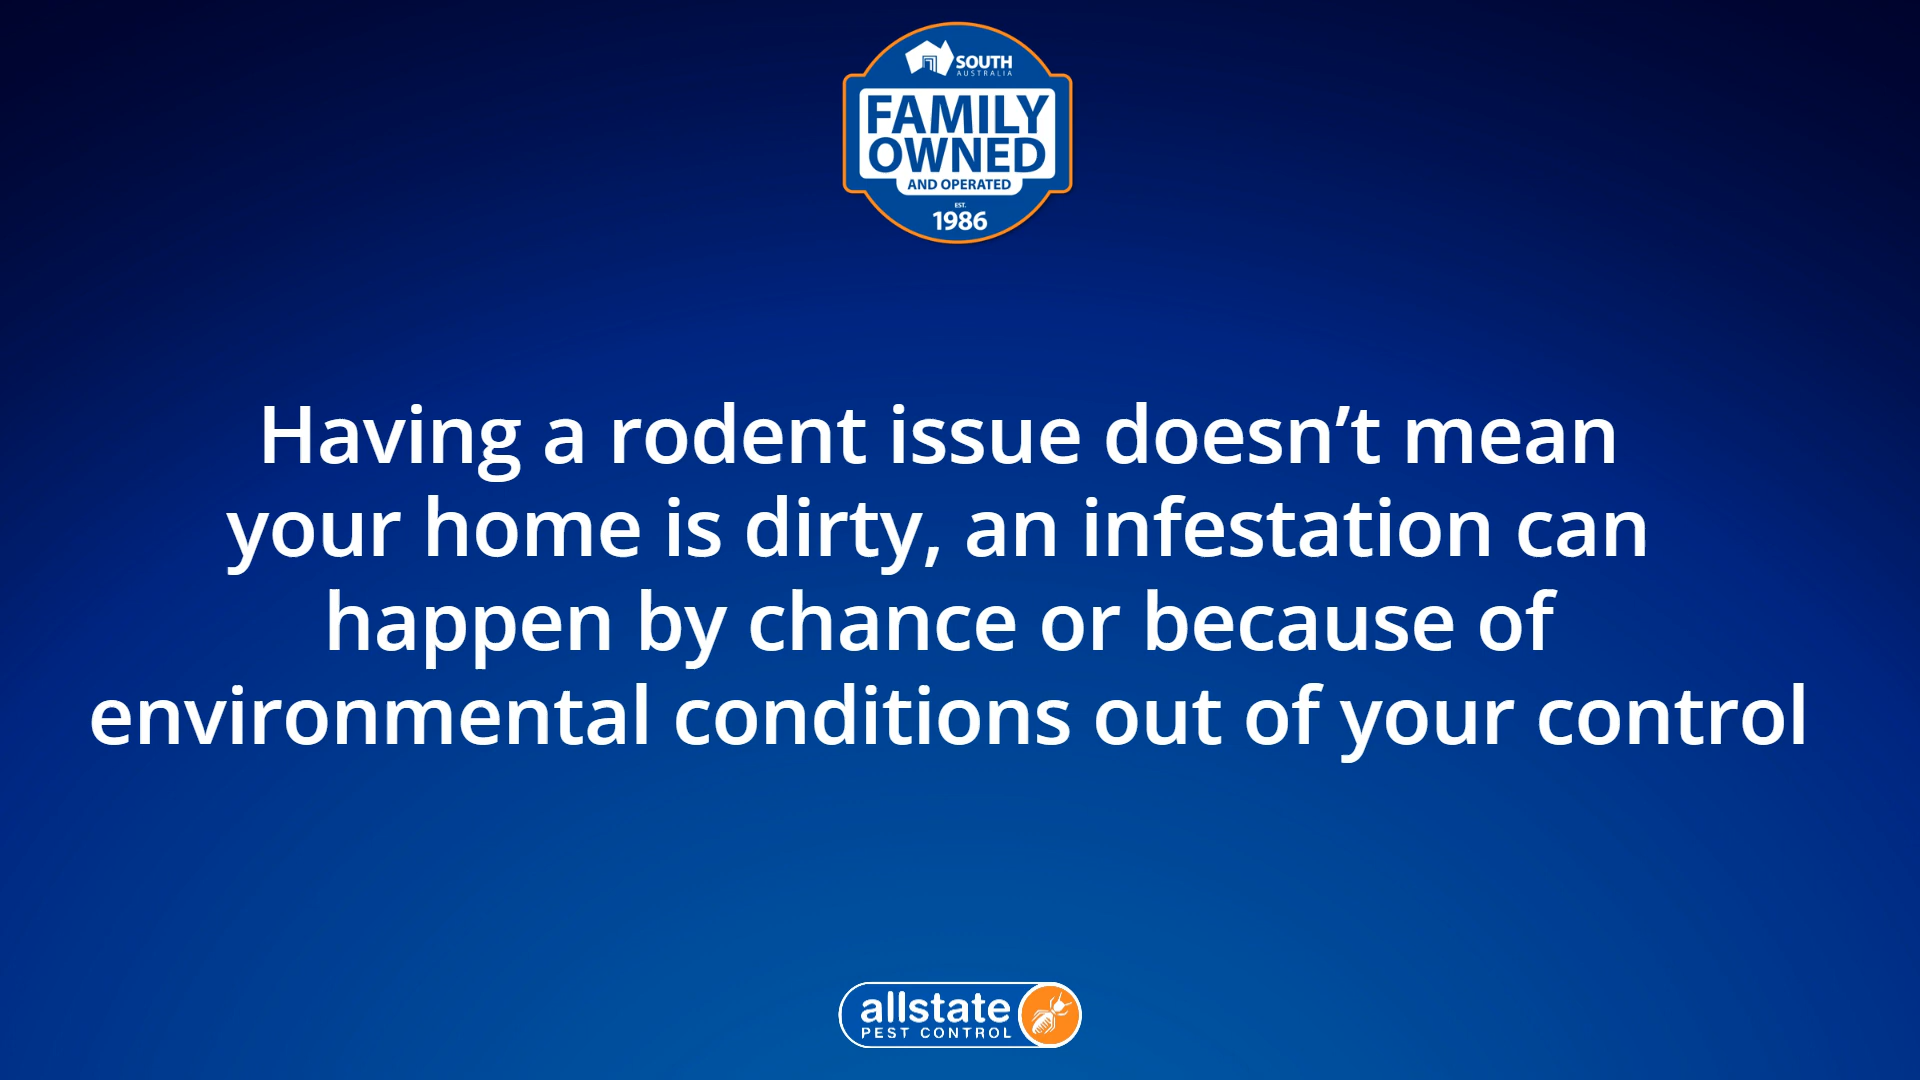 SOUTH
AUSTRALIA
FAMILY
OWNED
AND OPERATED
EST.
1986
Having a rodent issue doesn’t mean
your home is dirty, an infestation can
happen by chance or because of
environmental conditions out of your control
allstate
PEST CONTROL